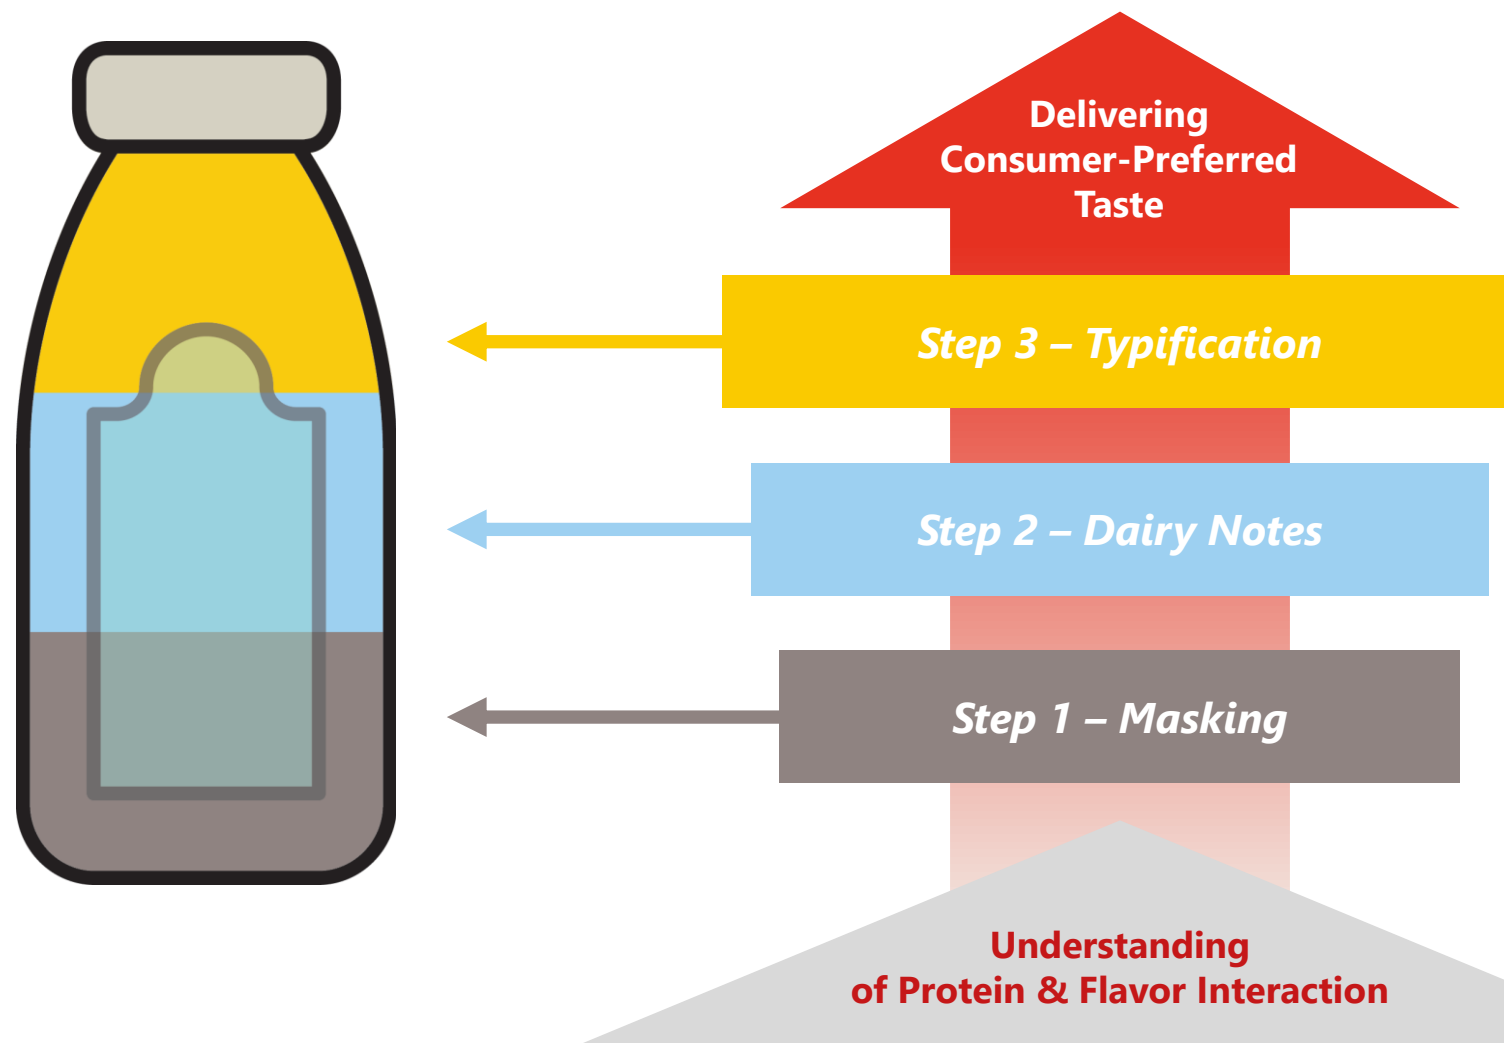 Delivering
Consumer-Preferred
Taste
Step 3 – Typification
Step 2 – Dairy Notes
Step 1 – Masking
Understanding
of Protein & Flavor Interaction